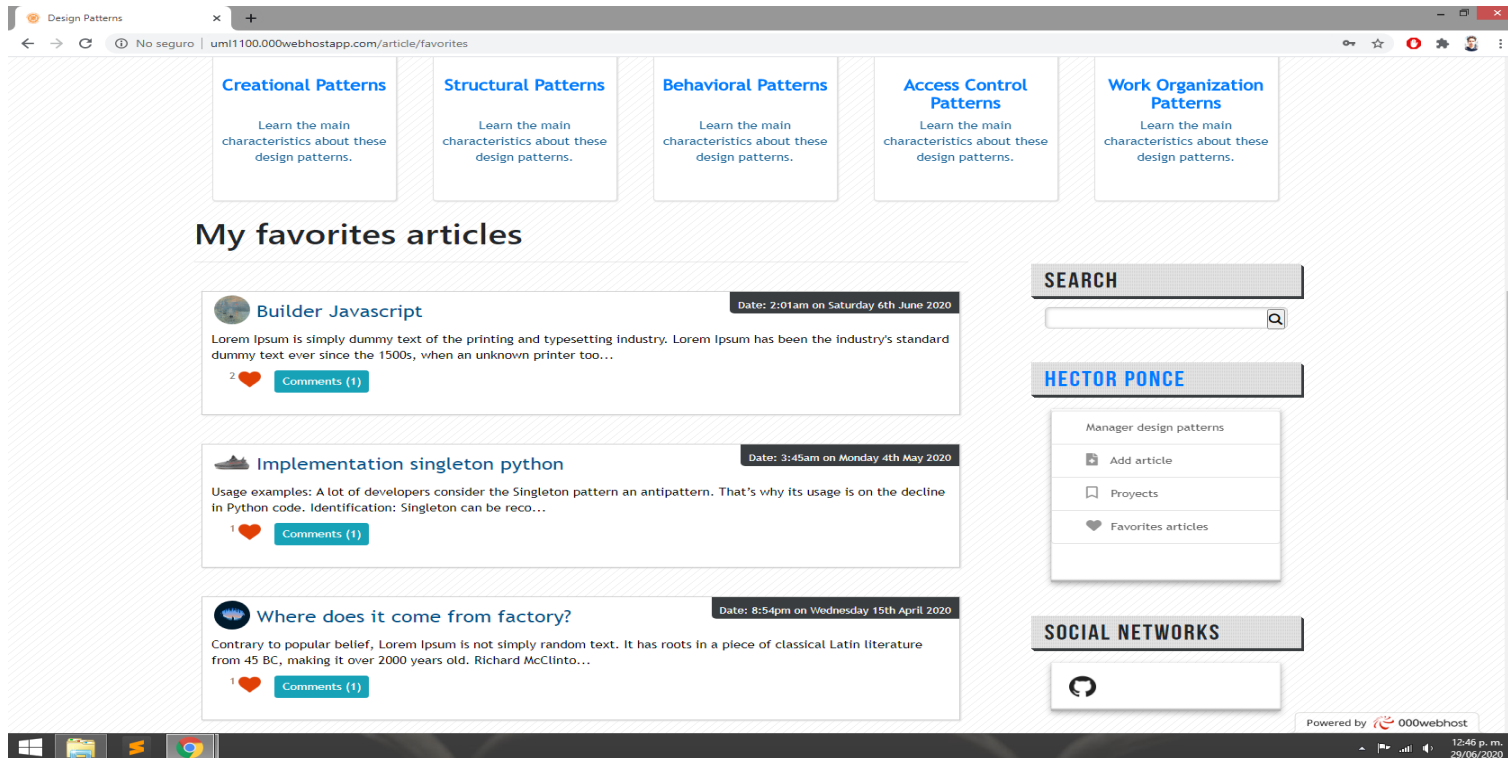 Design Patterns
No seguro
uml1100.000webhostapp.com/article/favorites
Creational Patterns
Learn the main
characteristics about these
design patterns.
Structural Patterns
Learn the main
characteristics about these
design patterns.
Behavioral Patterns
Learn the main
characteristics about these
design patterns.
Access Control
Patterns
Learn the main
characteristics about these
design patterns.
Work Organization
Patterns
Learn the main
characteristics about these
design patterns.
My favorites articles
Builder Javascript
Date: 2:01am on Saturday 6th June 2020
Lorem Ipsum is simply dummy text of the printing and typesetting industry. Lorem Ipsum has been the industry's standard
dummy text ever since the 1500s, when an unknown printer too...
2
Comments (1)
Implementation singleton python
Date: 3:45am on Monday 4th May 2020
Usage examples: A lot of developers consider the Singleton pattern an antipattern. That’s why its usage is on the decline
in Python code. Identification: Singleton can be reco...
1
Comments (1)
Where does it come from factory?
Date: 8:54pm on Wednesday 15th April 2020
Contrary to popular belief, Lorem Ipsum is not simply random text. It has roots in a piece of classical Latin literature
from 45 BC, making it over 2000 years old. Richard McClinto...
1
Comments (1)
SEARCH
HECTOR PONCE
Manager design patterns
Add article
Proyects
Favorites articles
SOCIAL NETWORKS
Powered by 000webhost
12:46 p. m.
29/06/2020